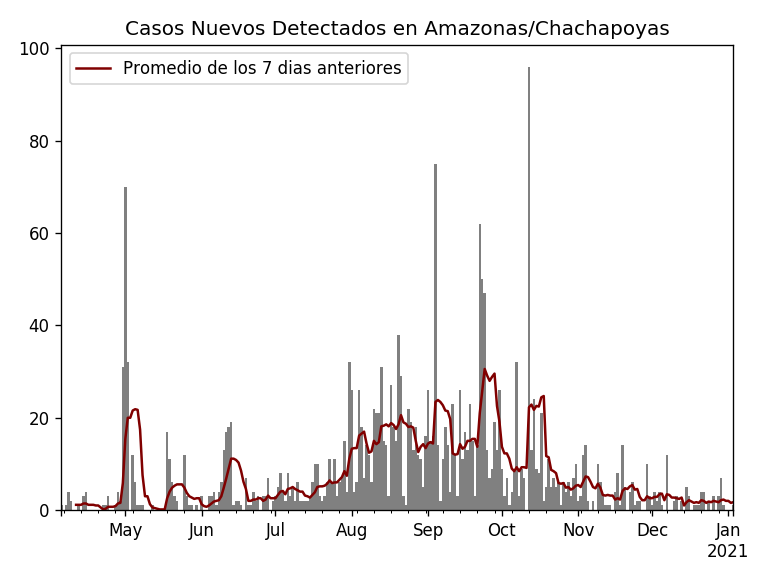 Casos Nuevos Detectados en Amazonas/Chachapoyas
Promedio de los 7 dias anteriores
100
80
60
40
20
0
May Jun Jul Aug Sep Oct Nov Dec Jan
2021